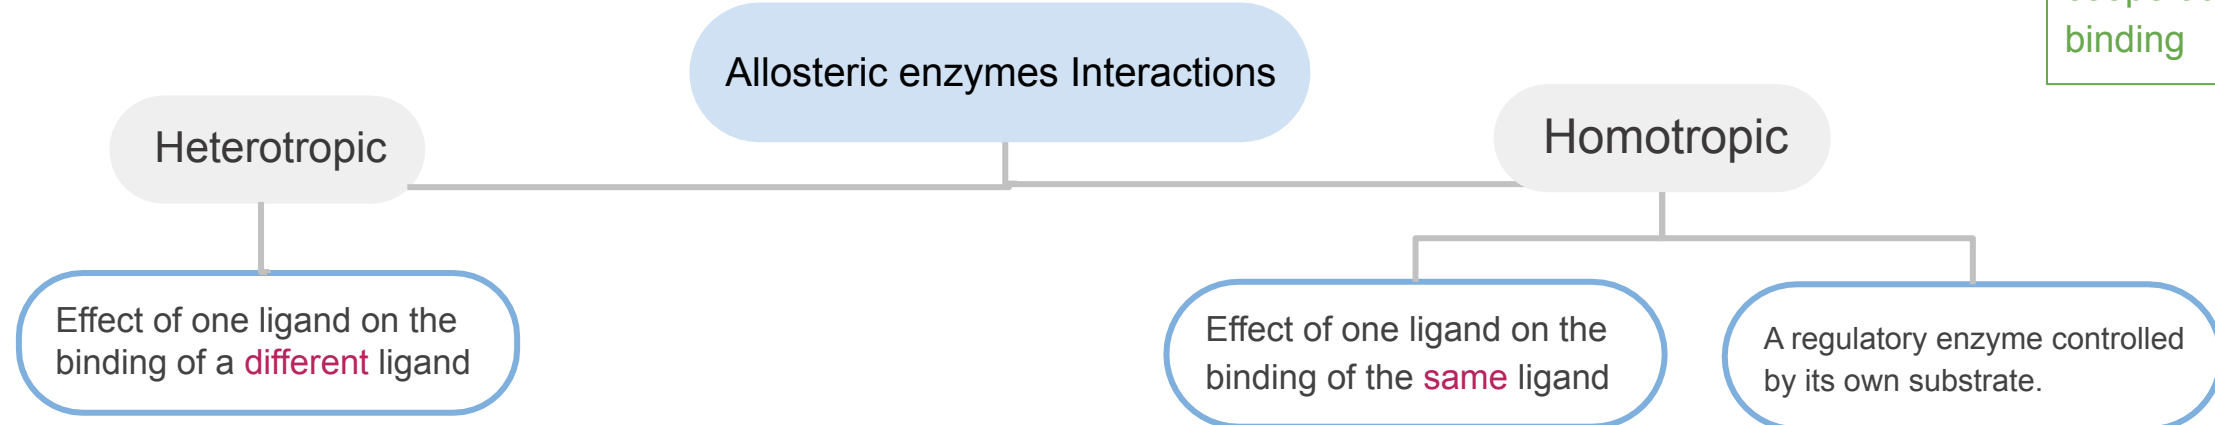 binding
Allosteric enzymes Interactions
Heterotropic
Homotropic
Effect of one ligand on the
binding of a different ligand
Effect of one ligand on the
binding of the same ligand
A regulatory enzyme controlled
by its own substrate.